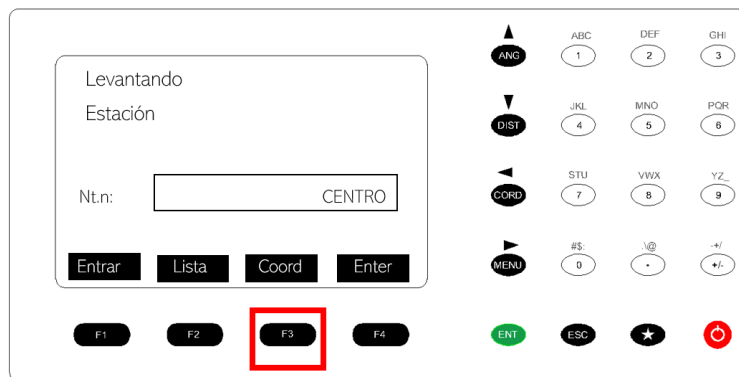 Levantando
Estación
Nt.n: CENTRO
Entrar Lista Coord Enter
F1 F2 F3 F4
ABC DEF GHI
ANG 1 2 3
JKL MNO PQR
DIST 4 5 6
STU VWX YZ_
CORD 7 8 9
#$: .\@ -+/
MENU 0 • +/-
ENT ESC ★